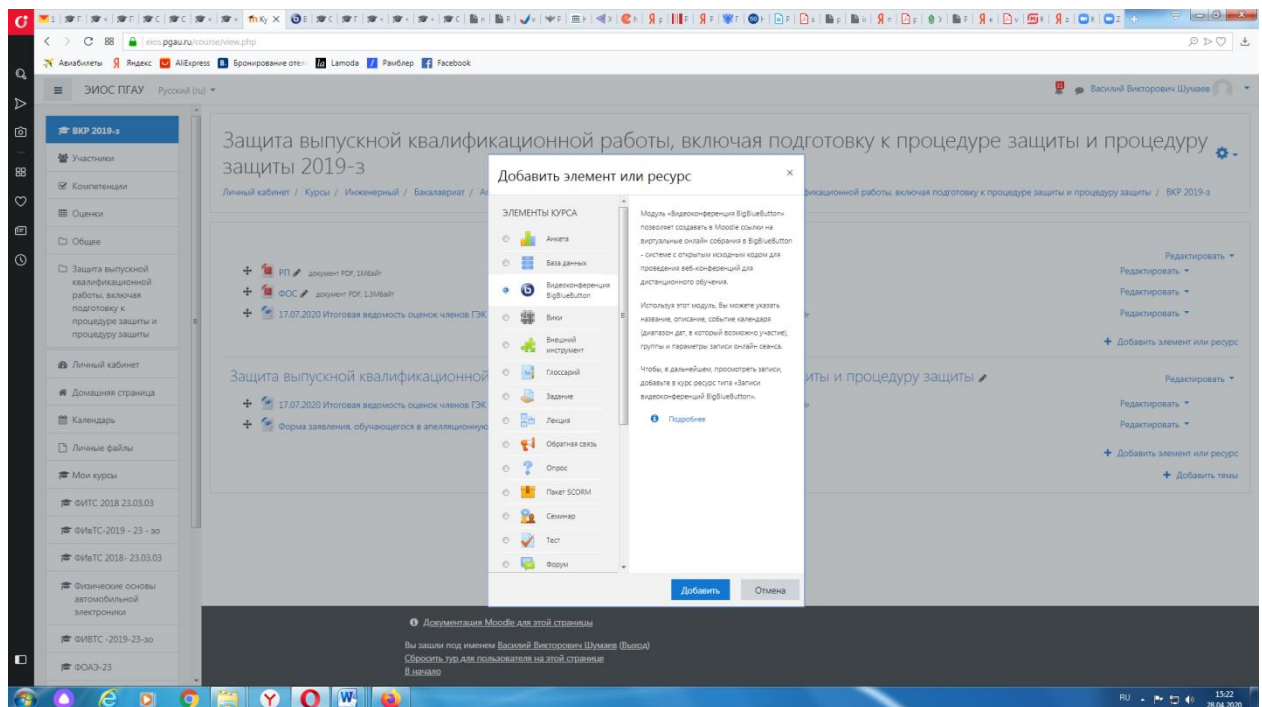 eios.pgau.ru/course/view.php
Авиабилеты Яндекс AliExpress Бронирование отел Lamoda Рамблер Facebook
ЭИОС ПГАУ Русский (ru)
Василий Викторович Шумаев
ВКР 2019-з
Участники
Компетенции
Оценки
Общее
Защита выпускной
квалификационной
работы, включая
подготовку к
процедуре защиты и
процедуру защиты
Личный кабинет
Домашняя страница
Календарь
Личные файлы
Мои курсы
ФИТС 2018 23.03.03
ФИвТС-2019 - 23 - зо
ФИвТС 2018- 23.03.03
Физические основы
автомобильной
электроники
ФИВТС -2019-23-зо
ФОАЭ-23
Защита выпускной квалификационной работы, включая подготовку к процедуре защиты и процедуру
защиты 2019-з
Личный кабинет / Курсы / Инженерный / Бакалавриат /
фикационной работы, включая подготовку к процедуре защиты и процедуру защиты / ВКР 2019-з
Редактировать
РП документ PDF, 1Мбайт
Редактировать
ФОС документ PDF, 1.3Мбайт
Редактировать
17.07.2020 Итоговая ведомость оценок членов ГЭК
Редактировать
Добавить элемент или ресурс
Защита выпускной квалификационной
иты и процедуру защиты
Редактировать
17.07.2020 Итоговая ведомость оценок членов ГЭК
Редактировать
Форма заявления, обучающегося в апелляционную
Редактировать
Добавить элемент или ресурс
Добавить темы
Добавить элемент или ресурс
×
ЭЛЕМЕНТЫ КУРСА
Анкета
База данных
Видеоконференция
BigBlueButton
Вики
Внешний
инструмент
Глоссарий
Задание
Лекция
Обратная связь
Опрос
Пакет SCORM
Семинар
Тест
Форум
Модуль «Видеоконференция BigBlueButton»
позволяет создавать в Moodle ссылки на
виртуальные онлайн собрания в BigBlueButton
- системе с открытым исходным кодом для
проведения веб-конференций для
дистанционного обучения.
Используя этот модуль, Вы можете указать
название, описание, событие календаря
(диапазон дат, в который возможно участие),
группы и параметры записи онлайн сеанса.
Чтобы, в дальнейшем, просмотреть записи,
добавьте в курс ресурс типа «Записи
видеоконференций BigBlueButton».
Подробнее
Добавить
Отмена
Документация Moodle для этой страницы
Вы зашли под именем Василий Викторович Шумаев (Выход)
Сбросить тур для пользователя на этой странице
В начало
RU
15:22
28.04.2020